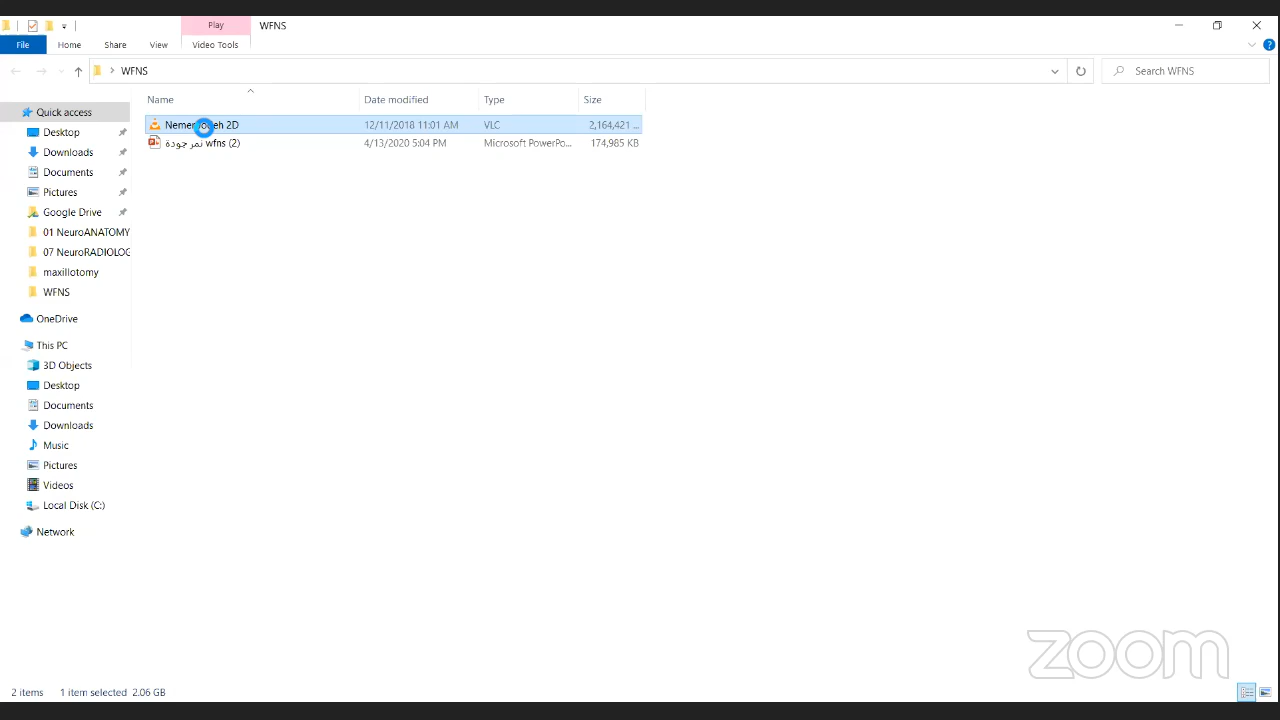 Play
WFNS
File
Home
Share
View
Video Tools
WFNS
Search WFNS
Name
Date modified
Type
Size
2D
12/11/2018 11:01 AM
VLC
2,164,421 ...
نمر جودة wfns (2)
4/13/2020 5:04 PM
Microsoft PowerPo...
174,985 KB
Quick access
Desktop
Downloads
Documents
Pictures
Google Drive
01 NeuroANATOMY
07 NeuroRADIOLOG
maxillotomy
WFNS
OneDrive
This PC
3D Objects
Desktop
Documents
Downloads
Music
Pictures
Videos
Local Disk (C:)
Network
2 items
1 item selected
2.06 GB
zoom